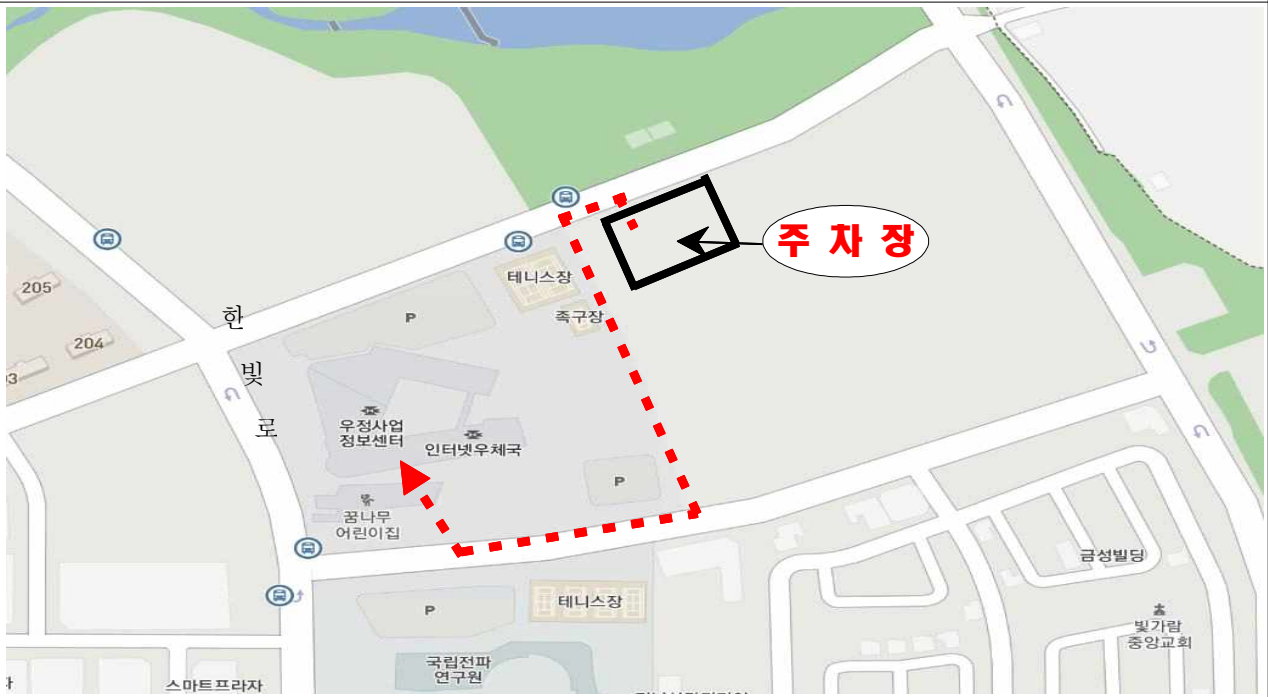 주 차 장
테니스장
족구장
205
204
한
빛
로
P
우정사업
정보센터
인터넷우체국
P
꿈나무
어린이집
금성빌딩
P
테니스장
빛가람
중앙교회
국립전파
연구원
스마트프라자